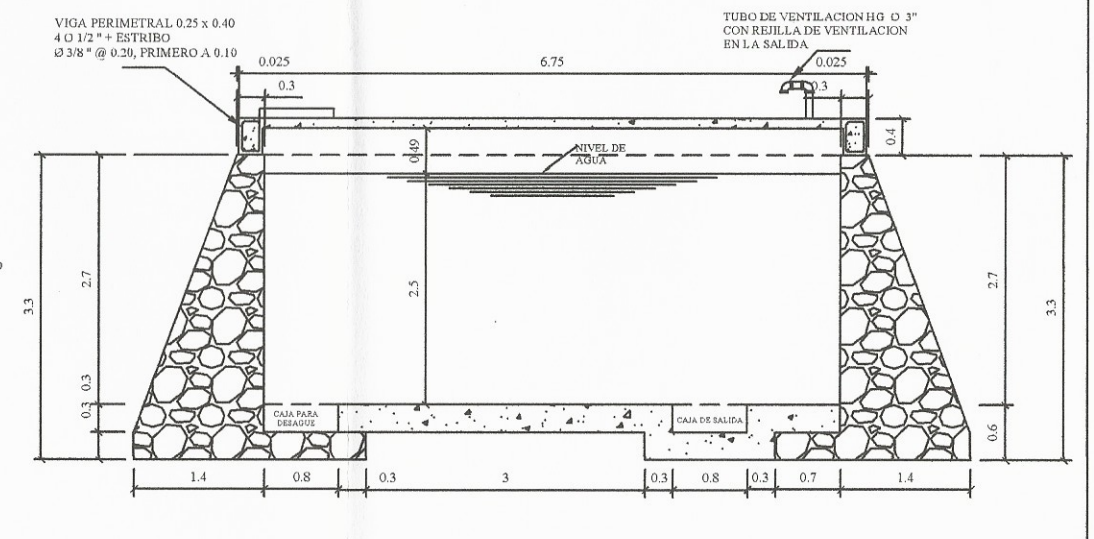 VIGA PERIMETRAL 0.25 x 0.40
4 Ø 1/2 " + ESTRIBO
Ø 3/8 " @ 0.20, PRIMERO A 0.10
TUBO DE VENTILACION HG Ø 3"
CON REJILLA DE VENTILACION
EN LA SALIDA
0.025
6.75
0.025
0.3
0.3
0.4
0.49
NIVEL DE
AGUA
3.3
2.7
2.5
2.7
3.3
0.3
0.3
CAJA PARA
DESAGUE
CAJA DE SALIDA
0.6
1.4
0.8
0.3
3
0.3
0.8
0.3
0.7
1.4